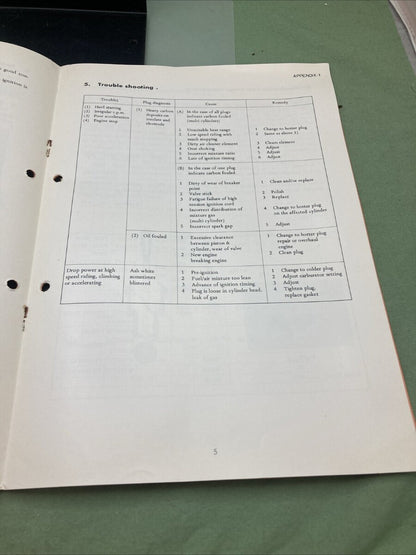 good con-
ignition is
APPENDIX-1
5. Trouble shooting
Troubles Plug diagnosis Cause Remedy
(1) Hard starting
(2) Irregular r.p.m.
(3) Poor acceleration
(4) Engine stop
(1) Heavy carbon
deposits on
insulate and
electrode
(A) In the case of all plugs
indicate carbon fouled
(multi cylinders)
1 Unsuitable heat range 1 Change to hotter plug
2 Low speed riding with 2 Same as above 1)
much stopping
3 Dirty air cleaner element 3 Clean element
4 Over choking 4 Adjust
5 Incorrect mixture ratio 5 Adjust
6 Late of ignition timing 6 Adjust
(B) In the case of one plug
indicate carbon fouled
1 Dirty of wear of breaker 1 Clean and/or replace
point
2 Valve stick 2 Polish
3 Fatigue failure of high 3 Replace
tension ignition cord
4 Incorrect distribution of 4 Change to hotter plug
mixture gas on the affected cylinder
(multi cylinder)
5 Incorrect spark gap 5 Adjust
(2) Oil fouled
1 Excessive clearance 1 Change to hotter plug
between piston & repair or overhaul
cylinder, wear of valve engine
2 New engine 2 Clean plug
breaking engine
Drop power at high
speed riding, climbing
or accelerating
Ash white
sometimes
blistered
1 Pre-ignition 1 Change to colder plug
2 Fuel/air mixture too lean 2 Adjust carburator setting
3 Advance of ignition timing 3 Adjust
4 Plug is loose in cylinder head, 4 Tighten plug,
leak of gas replace gasket
5